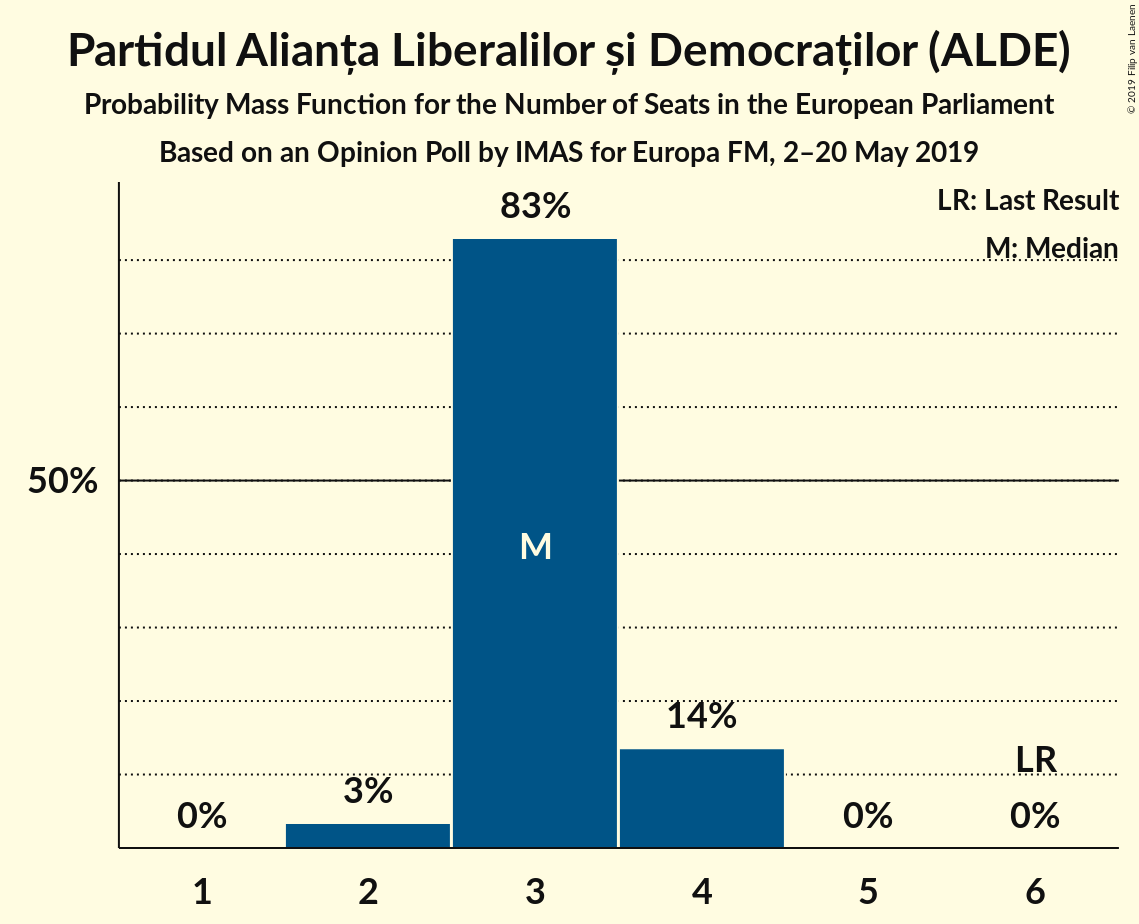 Partidul Alianța Liberalilor și Democraților (ALDE)
Probability Mass Function for the Number of Seats in the European Parliament
Based on an Opinion Poll by IMAS for Europa FM, 2–20 May 2019
© 2019 Filip van Laenen
LR: Last Result
M: Median
83%
50%
M
14%
LR
3%
0%
0%
0%
1
2
3
4
5
6